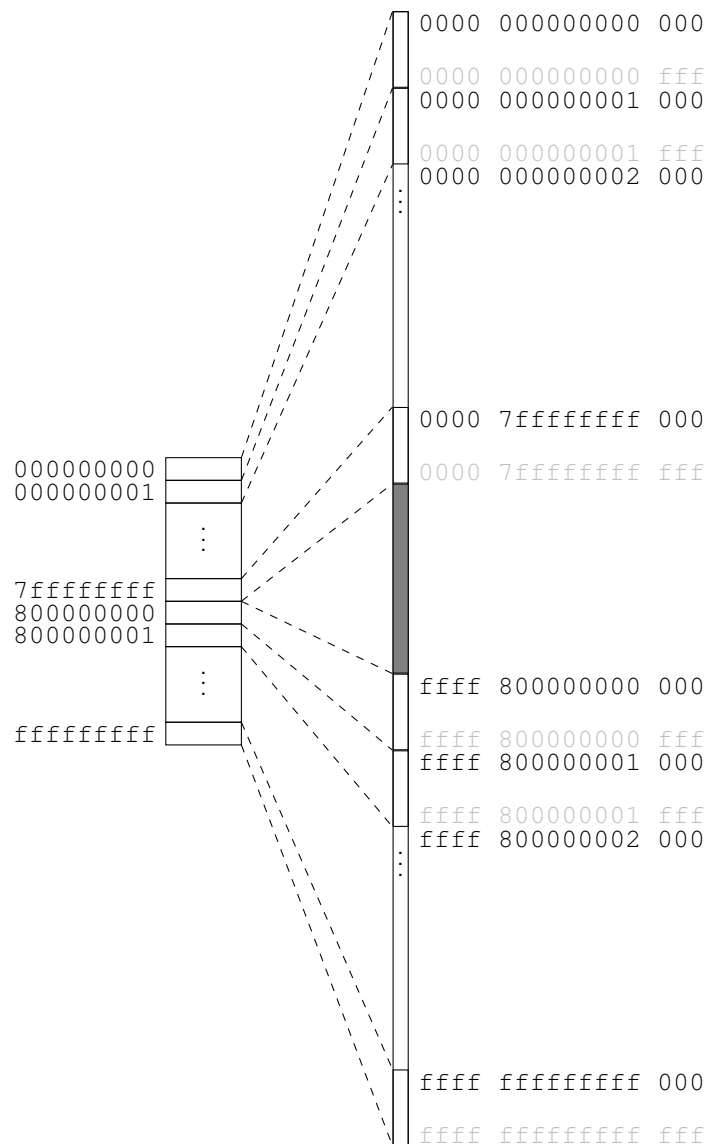 0000 000000000 000
0000 000000000 fff
0000 000000001 000
0000 000000001 fff
0000 000000002 000
⋮
0000 7ffffffff 000
0000 7ffffffff fff
000000000
000000001
⋮
7ffffffff
800000000
800000001
⋮
fffffffff
ffff 800000000 000
ffff 800000000 fff
ffff 800000001 000
ffff 800000001 fff
ffff 800000002 000
⋮
ffff fffffffff 000
ffff fffffffff fff